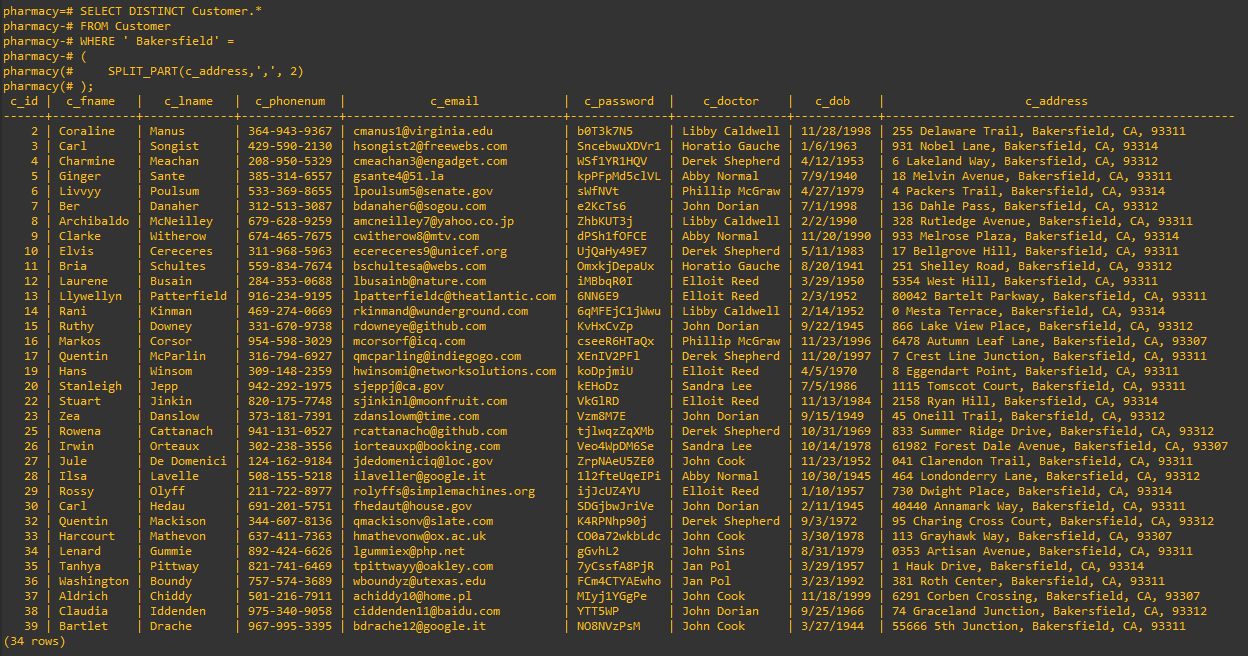 pharmacy=# SELECT DISTINCT Customer.*
pharmacy-# FROM Customer
pharmacy-# WHERE ' Bakersfield' =
pharmacy-# (
pharmacy(#     SPLIT_PART(c_address,',', 2)
pharmacy(# );
 c_id |  c_fname   |   c_lname   |  c_phonenum  |            c_email            |  c_password  |   c_doctor     |   c_dob    |                   c_address
------+------------+-------------+--------------+-------------------------------+--------------+----------------+------------+-----------------------------------------------
    2 | Coraline   | Manus       | 364-943-9367 | cmanus1@virginia.edu          | b0T3k7N5     | Libby Caldwell | 11/28/1998 | 255 Delaware Trail, Bakersfield, CA, 93311
    3 | Carl       | Songist     | 429-590-2130 | hsongist2@freewebs.com        | SncebwuXDVr1 | Horatio Gauche | 1/6/1963   | 931 Nobel Lane, Bakersfield, CA, 93314
    4 | Charmine   | Meachan     | 208-950-5329 | cmeachan3@engadget.com        | WSf1YR1HQV   | Derek Shepherd | 4/12/1953  | 6 Lakeland Way, Bakersfield, CA, 93312
    5 | Ginger     | Sante       | 385-314-6557 | gsante4@51.la                 | kpPFpMd5clVL | Abby Normal    | 7/9/1940   | 18 Melvin Avenue, Bakersfield, CA, 93311
    6 | Livvyy     | Poulsum     | 533-369-8655 | lpoulsum5@senate.gov          | sWfNVt       | Phillip McGraw | 4/27/1979  | 4 Packers Trail, Bakersfield, CA, 93314
    7 | Ber        | Danaher     | 312-513-3087 | bdanaher6@sogou.com           | e2KcTs6      | John Dorian    | 7/1/1998   | 136 Dahle Pass, Bakersfield, CA, 93312
    8 | Archibaldo | McNeilley   | 679-628-9259 | amcneilley7@yahoo.co.jp       | ZhbKUT3j     | Libby Caldwell | 2/2/1990   | 328 Rutledge Avenue, Bakersfield, CA, 93311
    9 | Clarke     | Witherow    | 674-465-7675 | cwitherow8@mtv.com            | dPSh1fOFCE   | Abby Normal    | 11/20/1990 | 933 Melrose Plaza, Bakersfield, CA, 93314
   10 | Elvis      | Cereceres   | 311-968-5963 | ecereceres9@unicef.org        | UjQaHy49E7   | Derek Shepherd | 5/11/1983  | 17 Bellgrove Hill, Bakersfield, CA, 93311
   11 | Bria       | Schultes    | 559-834-7674 | bschultesa@webs.com           | OmxkjDepaUx  | Horatio Gauche | 8/20/1941  | 251 Shelley Road, Bakersfield, CA, 93312
   12 | Laurene    | Busain      | 284-353-0688 | lbusainb@nature.com           | iMBbqR0I     | Elloit Reed    | 3/29/1950  | 5354 West Hill, Bakersfield, CA, 93311
   13 | Llywellyn  | Patterfield | 916-234-9195 | lpatterfieldc@theatlantic.com | 6NN6E9       | Elloit Reed    | 2/3/1952   | 80042 Bartelt Parkway, Bakersfield, CA, 93311
   14 | Rani       | Kinman      | 469-274-0669 | rkinmand@wunderground.com     | 6qMFEjC1jWwu | Libby Caldwell | 2/14/1952  | 0 Mesta Terrace, Bakersfield, CA, 93314
   15 | Ruthy      | Downey      | 331-670-9738 | rdowneye@github.com           | KvHxCvZp     | John Dorian    | 9/22/1945  | 866 Lake View Place, Bakersfield, CA, 93312
   16 | Markos     | Corsor      | 954-598-3029 | mcorsorf@icq.com              | cseeR6HTaQx  | Phillip McGraw | 11/23/1996 | 6478 Autumn Leaf Lane, Bakersfield, CA, 93307
   17 | Quentin    | McParlin    | 316-794-6927 | qmcparling@indiegogo.com      | XEnIV2PFl    | Derek Shepherd | 11/20/1997 | 7 Crest Line Junction, Bakersfield, CA, 93311
   19 | Hans       | Winsom      | 309-148-2359 | hwinsomi@networksolutions.com | koDpjmiU     | Elloit Reed    | 4/5/1970   | 8 Eggendart Point, Bakersfield, CA, 93311
   20 | Stanleigh  | Jepp        | 942-292-1975 | sjeppj@ca.gov                 | kEHoDz       | Sandra Lee     | 7/5/1986   | 1115 Tomscot Court, Bakersfield, CA, 93311
   22 | Stuart     | Jinkin      | 820-175-7748 | sjinkinl@moonfruit.com        | VkGlRD       | Elloit Reed    | 11/13/1984 | 2158 Ryan Hill, Bakersfield, CA, 93314
   23 | Zea        | Danslow     | 373-181-7391 | zdanslowm@time.com            | Vzm8M7E      | John Dorian    | 9/15/1949  | 45 Oneill Trail, Bakersfield, CA, 93312
   25 | Rowena     | Cattanach   | 941-131-0527 | rcattanacho@github.com        | tjlwqzZqXMb  | Derek Shepherd | 10/31/1969 | 833 Summer Ridge Drive, Bakersfield, CA, 93312
   26 | Irwin      | Orteaux     | 302-238-3556 | iorteauxp@booking.com         | Veo4WpDM6Se  | Sandra Lee     | 10/14/1978 | 61982 Forest Dale Avenue, Bakersfield, CA, 93307
   27 | Jule       | De Domenici | 124-162-9184 | jdedomeniciq@loc.gov          | ZrpNAeU5ZE0  | John Cook      | 11/23/1952 | 041 Clarendon Trail, Bakersfield, CA, 93311
   28 | Ilsa       | Lavelle     | 508-155-5218 | ilaveller@google.it           | 1l2fteUqeIPi | Abby Normal    | 10/30/1945 | 464 Londonderry Lane, Bakersfield, CA, 93312
   29 | Rossy      | Olyff       | 211-722-8977 | rolyffs@simplemachines.org    | ijJcUZ4YU    | Elloit Reed    | 1/10/1957  | 730 Dwight Place, Bakersfield, CA, 93314
   30 | Carl       | Hedau       | 691-201-5751 | fhedaut@house.gov             | SDGjbwJriVe  | John Dorian    | 2/11/1945  | 40440 Annamark Way, Bakersfield, CA, 93311
   32 | Quentin    | Mackison    | 344-607-8136 | qmackisonv@slate.com          | K4RPNhp90j   | Derek Shepherd | 9/3/1972   | 95 Charing Cross Court, Bakersfield, CA, 93312
   33 | Harcourt   | Mathevon    | 637-411-7363 | hmathevonw@ox.ac.uk           | CO0a72wkbLdc | John Cook      | 3/30/1978  | 113 Grayhawk Way, Bakersfield, CA, 93307
   34 | Lenard     | Gummie      | 892-424-6626 | lgummiex@php.net              | gGvhL2       | John Sins      | 8/31/1979  | 0353 Artisan Avenue, Bakersfield, CA, 93311
   35 | Tanhya     | Pittway     | 821-741-6469 | tpittwayy@oakley.com          | 7yCssfA8PjR  | Jan Pol        | 3/29/1957  | 1 Hauk Drive, Bakersfield, CA, 93314
   36 | Washington | Boundy      | 757-574-3689 | wboundyz@utexas.edu           | FCm4CTYAEwho | Jan Pol        | 3/23/1992  | 381 Roth Center, Bakersfield, CA, 93311
   37 | Aldrich    | Chiddy      | 501-216-7911 | achiddy10@home.pl             | MIyj1YGgPe   | John Cook      | 11/18/1999 | 6291 Corben Crossing, Bakersfield, CA, 93307
   38 | Claudia    | Iddenden    | 975-340-9058 | ciddenden11@baidu.com         | YTT5WP       | John Dorian    | 9/25/1966  | 74 Graceland Junction, Bakersfield, CA, 93312
   39 | Bartlet    | Drache      | 967-995-3395 | bdrache12@google.it           | NO8NVzPsM    | John Cook      | 3/27/1944  | 55666 5th Junction, Bakersfield, CA, 93311
(34 rows)